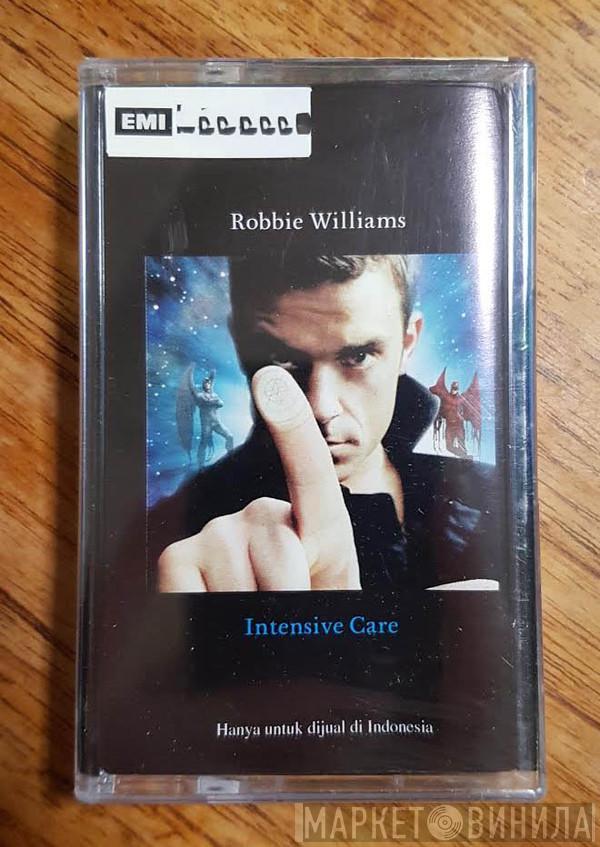 EMI
Robbie Williams
Intensive Care
Hanya untuk dijual di Indonesia
МАРКЕТ ВИНИЛА